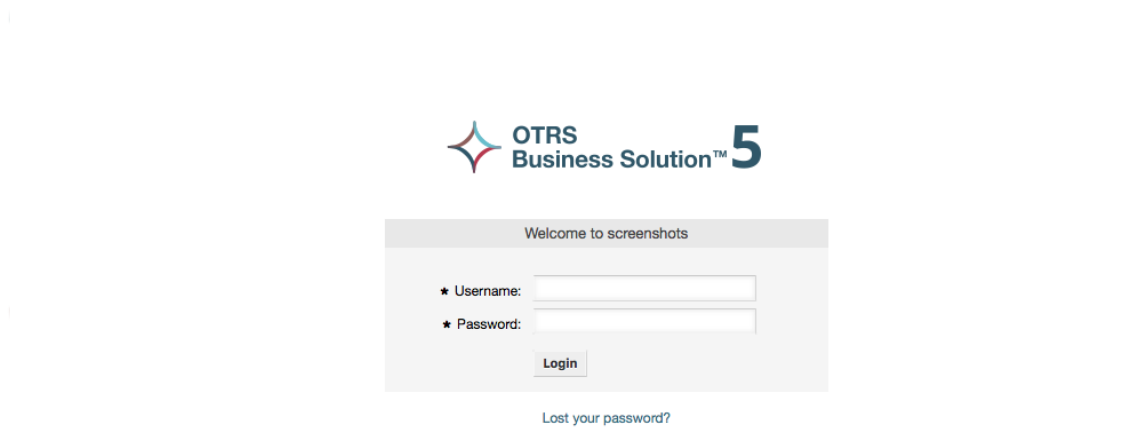 OTRS
Business Solution™ 5
Welcome to screenshots
★ Username:
★ Password:
Login
Lost your password?